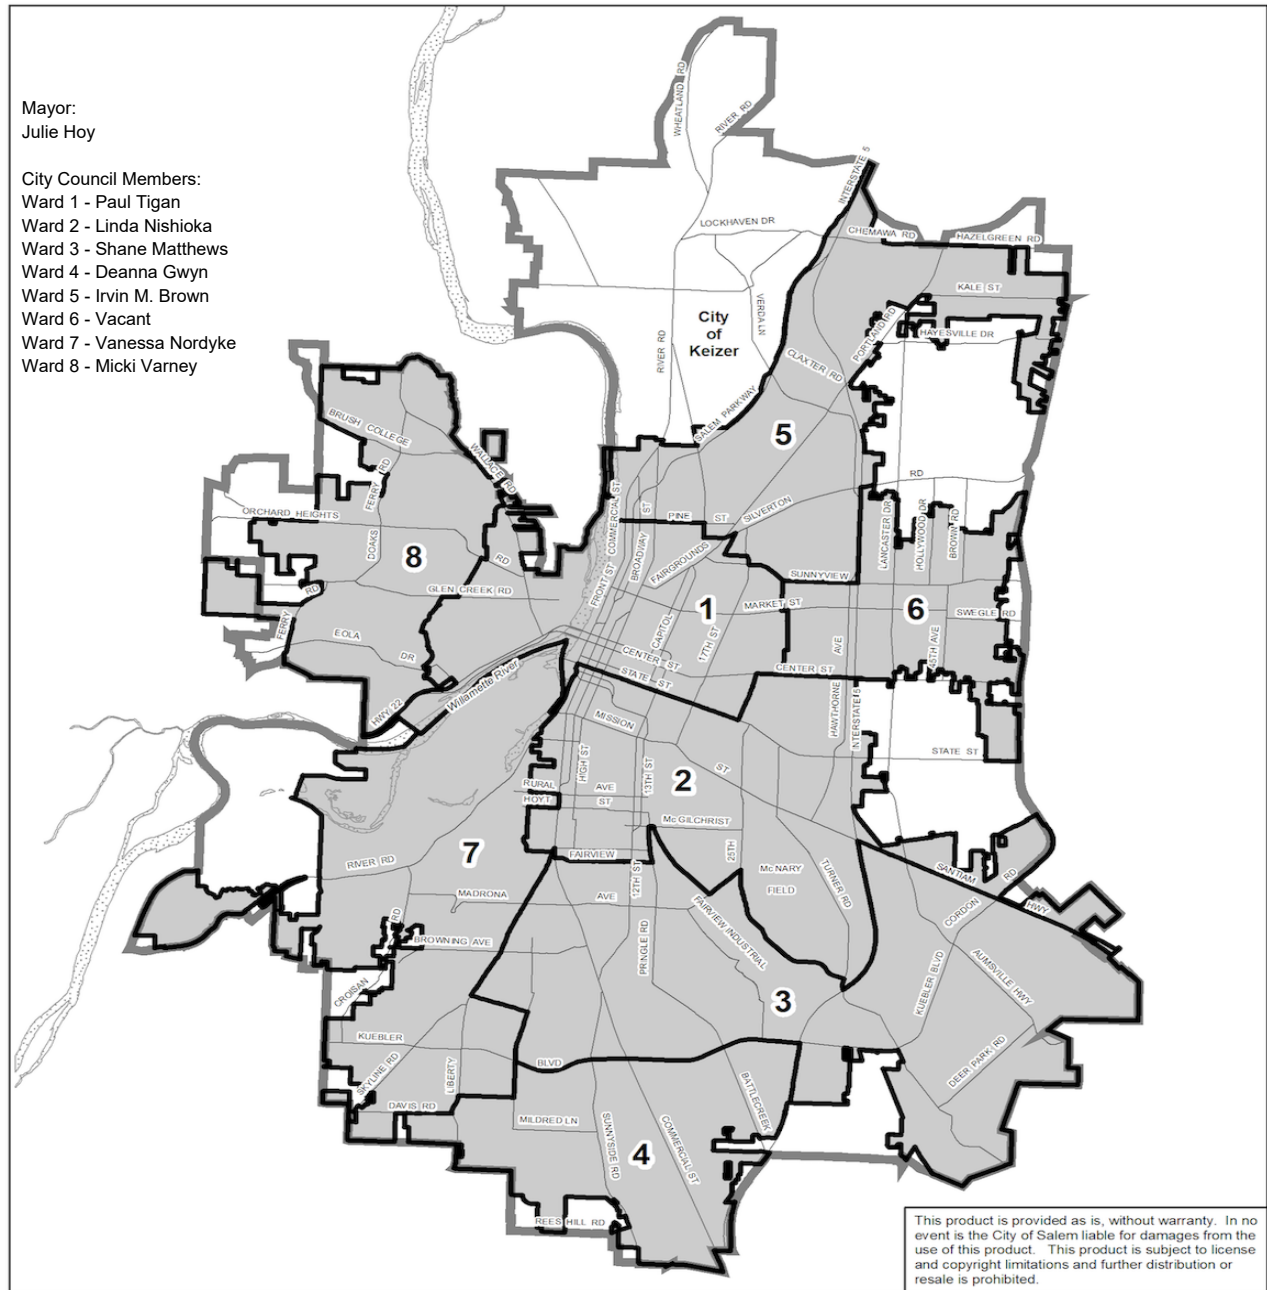 Mayor:
Julie Hoy
City Council Members:
Ward 1 - Paul Tigan
Ward 2 - Linda Nishioka
Ward 3 - Shane Matthews
Ward 4 - Deanna Gwyn
Ward 5 - Irvin M. Brown
Ward 6 - Vacant
Ward 7 - Vanessa Nordyke
Ward 8 - Micki Varney
WHEATLAND RD
RIVER RD
INTERSTATE 5
LOCKHAVEN DR
CHEMAWA RD
HAZELGREEN RD
KALE ST
VERDA LN
City
of
Keizer
RIVER RD
PORTLAND RD
HAYESVILLE DR
CLAXTER RD
SALEM PARKWAY
5
BRUSH COLLEGE
RD
WALLACE RD
FERRY
ORCHARD HEIGHTS
DOAKS
8
RD
GLEN CREEK RD
RD
FERRY
EOLA
DR
HWY 22
Willamette River
COMMERCIAL ST
FRONT ST
BROADWAY
ST
PINE ST
SILVERTON
RD
FAIRGROUNDS
LANCASTER DR
HOLLYWOOD DR
BROWN RD
SUNNYVIEW
1
MARKET ST
6
SWEGLE RD
CAPITOL
17TH ST
45TH AVE
AVE
CENTER ST
CENTER ST
STATE ST
HAWTHORNE
INTERSTATE 5
STATE ST
MISSION
ST
HIGH ST
13TH ST
2
RURAL AVE
HOYT ST
McGILCHRIST
25TH
FAIRVIEW
7
RIVER RD
MADRONA AVE
12TH ST
McNARY
FIELD
TURNER RD
SANTIAM
HWY
RD
CORDON
RD
BROWNING AVE
PRINGLE RD
FAIRVIEW INDUSTRIAL
AUMSVILLE HWY
CROISAN
3
KUEBLER BLVD
KUEBLER
BLVD
SKYLINE RD
LIBERTY
DEER PARK RD
BATTLECREEK
DAVIS RD
MILDRED LN
SUNNYSIDE RD
COMMERCIAL ST
4
REES HILL RD
This product is provided as is, without warranty. In no
event is the City of Salem liable for damages from the
use of this product. This product is subject to license
and copyright limitations and further distribution or
resale is prohibited.